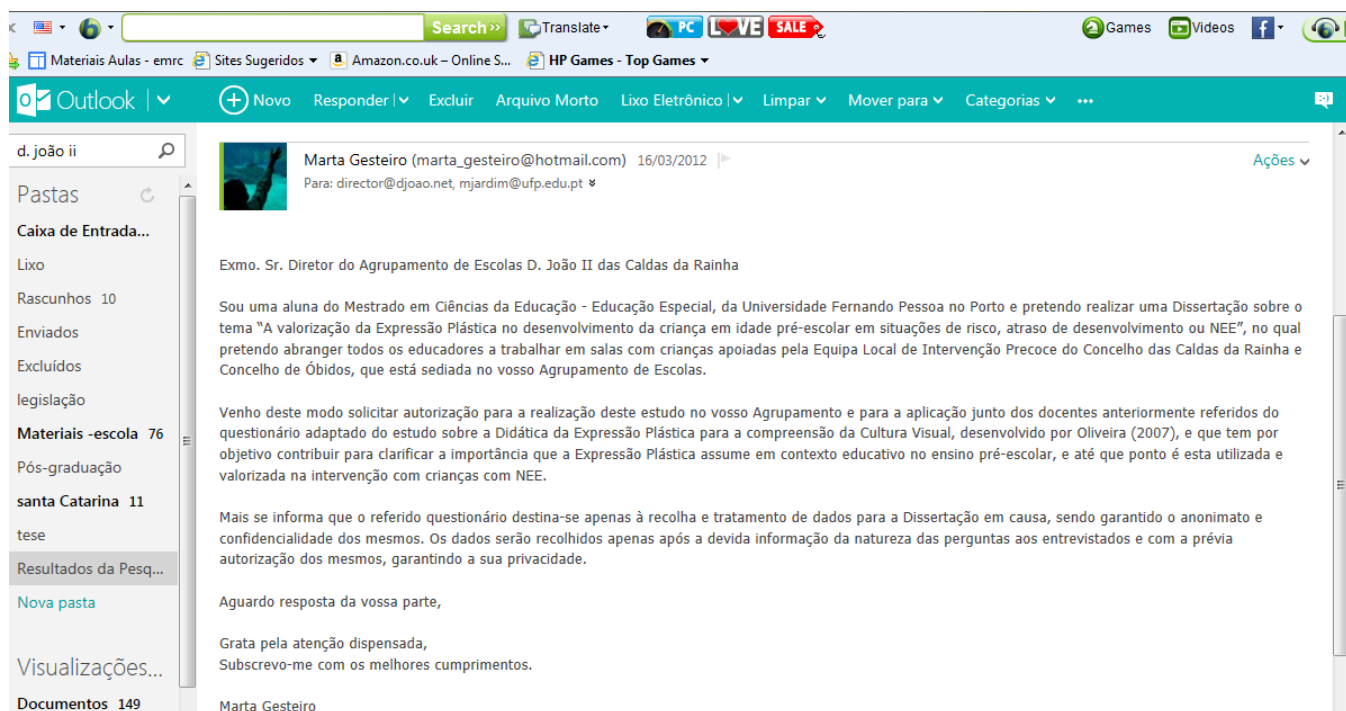 Search »
Translate
PC LOVE SALE
Games Videos
Materiais Aulas - emrc Sites Sugeridos Amazon.co.uk – Online S... HP Games - Top Games
Outlook Novo Responder Excluir Arquivo Morto Lixo Eletrônico Limpar Mover para Categorias •••
d. joão ii
Pastas
Caixa de Entrada...
Lixo
Rascunhos 10
Enviados
Excluídos
legislação
Materiais -escola 76
Pós-graduação
santa Catarina 11
tese
Resultados da Pesq...
Nova pasta
Visualizações...
Documentos 149
Marta Gesteiro (marta_gesteiro@hotmail.com) 16/03/2012
Ações
Para: director@djoao.net, mjardim@ufp.edu.pt
Exmo. Sr. Diretor do Agrupamento de Escolas D. João II das Caldas da Rainha
Sou uma aluna do Mestrado em Ciências da Educação - Educação Especial, da Universidade Fernando Pessoa no Porto e pretendo realizar uma Dissertação sobre o
tema “A valorização da Expressão Plástica no desenvolvimento da criança em idade pré-escolar em situações de risco, atraso de desenvolvimento ou NEE”, no qual
pretendo abranger todos os educadores a trabalhar em salas com crianças apoiadas pela Equipa Local de Intervenção Precoce do Concelho das Caldas da Rainha e
Concelho de Óbidos, que está sediada no vosso Agrupamento de Escolas.
Venho deste modo solicitar autorização para a realização deste estudo no vosso Agrupamento e para a aplicação junto dos docentes anteriormente referidos do
questionário adaptado do estudo sobre a Didática da Expressão Plástica para a compreensão da Cultura Visual, desenvolvido por Oliveira (2007), e que tem por
objetivo contribuir para clarificar a importância que a Expressão Plástica assume em contexto educativo no ensino pré-escolar, e até que ponto é esta utilizada e
valorizada na intervenção com crianças com NEE.
Mais se informa que o referido questionário destina-se apenas à recolha e tratamento de dados para a Dissertação em causa, sendo garantido o anonimato e
confidencialidade dos mesmos. Os dados serão recolhidos apenas após a devida informação da natureza das perguntas aos entrevistados e com a prévia
autorização dos mesmos, garantindo a sua privacidade.
Aguardo resposta da vossa parte,
Grata pela atenção dispensada,
Subscrevo-me com os melhores cumprimentos.
Marta Gesteiro